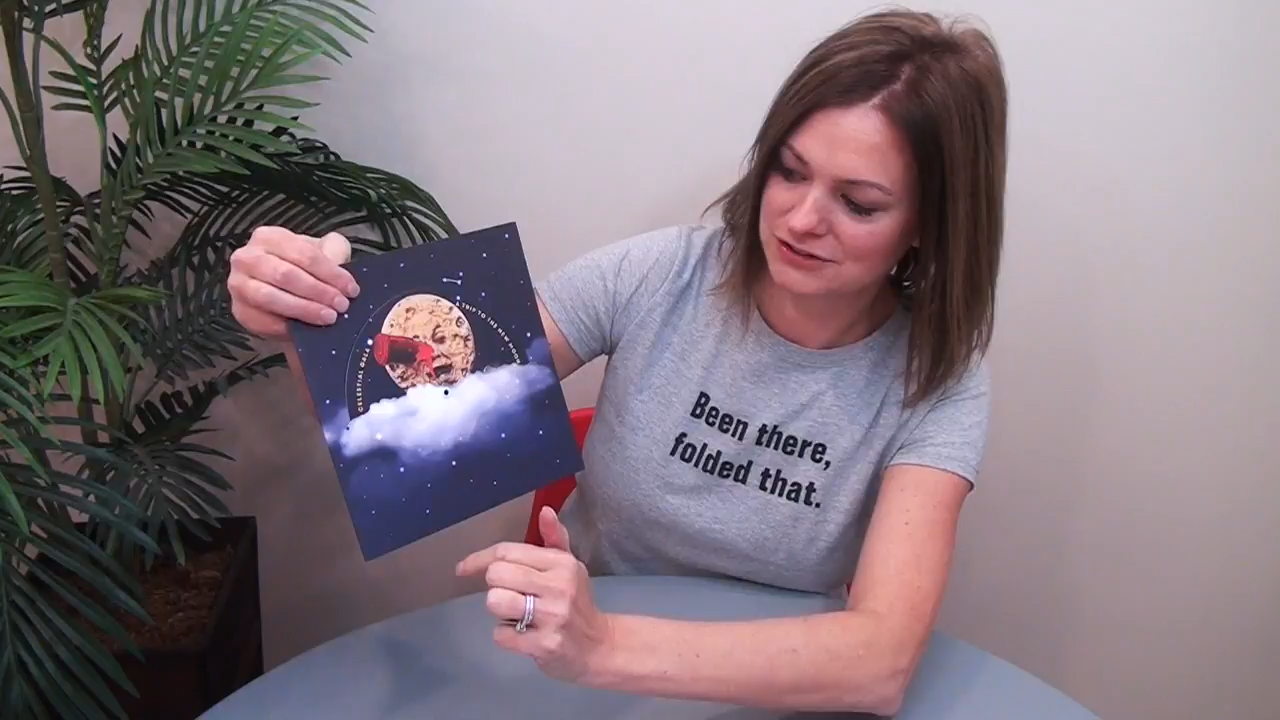 CELESTIAL GALA
A TRIP TO THE NEW MOON
Been there,
folded that.